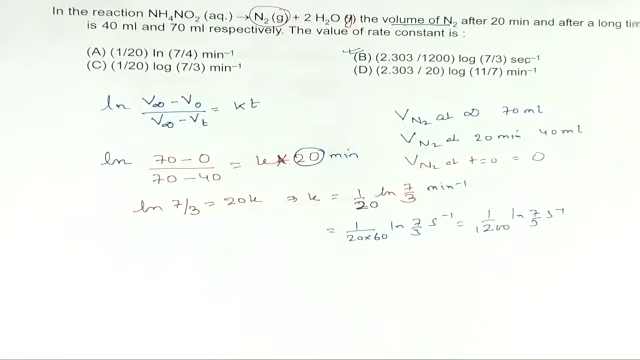 In the reaction NH₄NO₂ (aq.) → N₂ (g) + 2 H₂O (g) the volume of N₂ after 20 min and after a long time
is 40 ml and 70 ml respectively. The value of rate constant is :
(A) (1/20) ln (7/4) min⁻¹ (B) (2.303 /1200) log (7/3) sec⁻¹
(C) (1/20) log (7/3) min⁻¹ (D) (2.303 / 20) log (11/7) min⁻¹
ln (V∞ − V₀)/(V∞ − Vt) = Kt
V N₂ at ∞ 70 ml
V N₂ at 20 min 40 ml
V N₂ at t=0 = 0
ln (70 − 0)/(70 − 40) = K × 20 min
ln 7/3 = 20K ⇒ K = 1/20 ln 7/3 min⁻¹
= 1/(20×60) ln 7/3 s⁻¹ = 1/1200 ln 7/3 s⁻¹